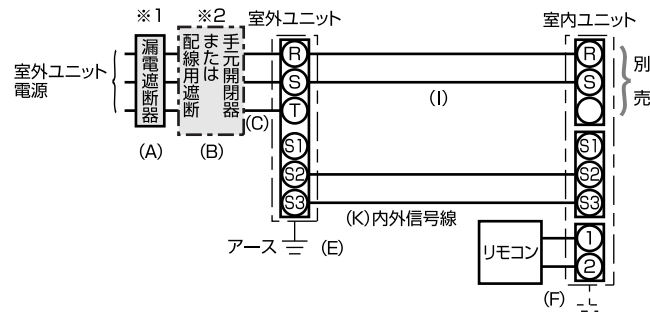 ※1
※2
室外ユニット
室内ユニット
室外ユニット
電源
漏電遮断器
手元開閉器
または
配線用遮断
R
S
T
S1
S2
S3
R
S
S1
S2
S3
1
2
別売
(A)
(B)
(C)
(I)
(K)内外信号線
アース
(E)
リモコン
(F)